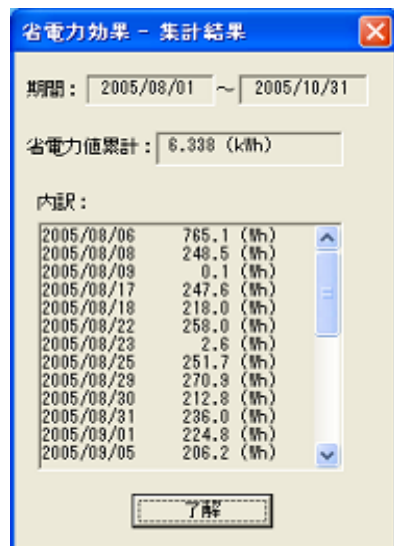 省電力効果 - 集計結果
期間： 2005/08/01 ～ 2005/10/31
省電力値累計： 6.338 (kWh)
内訳：
2005/08/06 765.1 (Wh)
2005/08/08 248.5 (Wh)
2005/08/09 0.1 (Wh)
2005/08/17 247.6 (Wh)
2005/08/18 218.0 (Wh)
2005/08/22 258.0 (Wh)
2005/08/23 2.6 (Wh)
2005/08/25 251.7 (Wh)
2005/08/29 270.9 (Wh)
2005/08/30 212.8 (Wh)
2005/08/31 236.0 (Wh)
2005/09/01 224.8 (Wh)
2005/09/05 206.2 (Wh)
了解